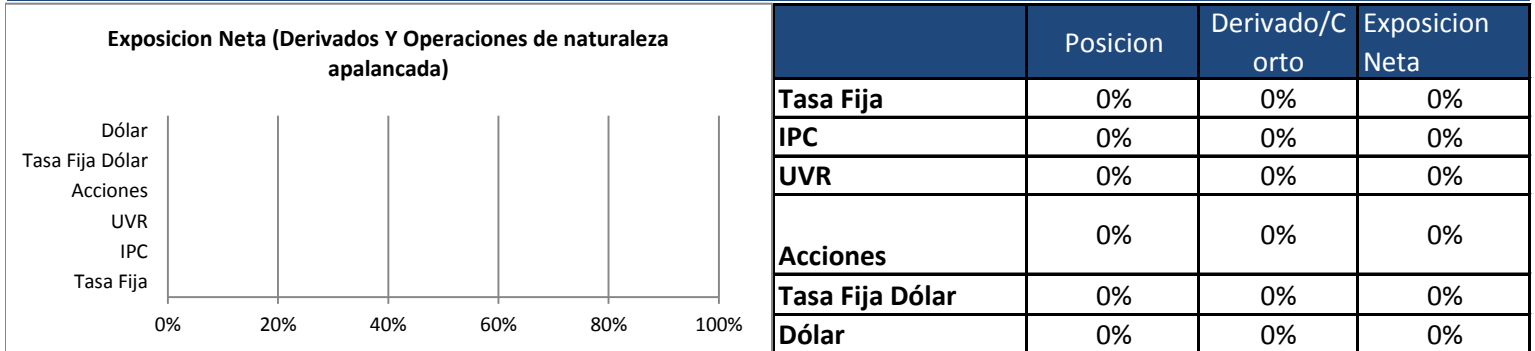 Exposicion Neta (Derivados Y Operaciones de naturaleza
apalancada)
Dólar
Tasa Fija Dólar
Acciones
UVR
IPC
Tasa Fija
0% 20% 40% 60% 80% 100%
Posicion Derivado/C Exposicion
orto Neta
Tasa Fija 0% 0% 0%
IPC 0% 0% 0%
UVR 0% 0% 0%
Acciones 0% 0% 0%
Tasa Fija Dólar 0% 0% 0%
Dólar 0% 0% 0%